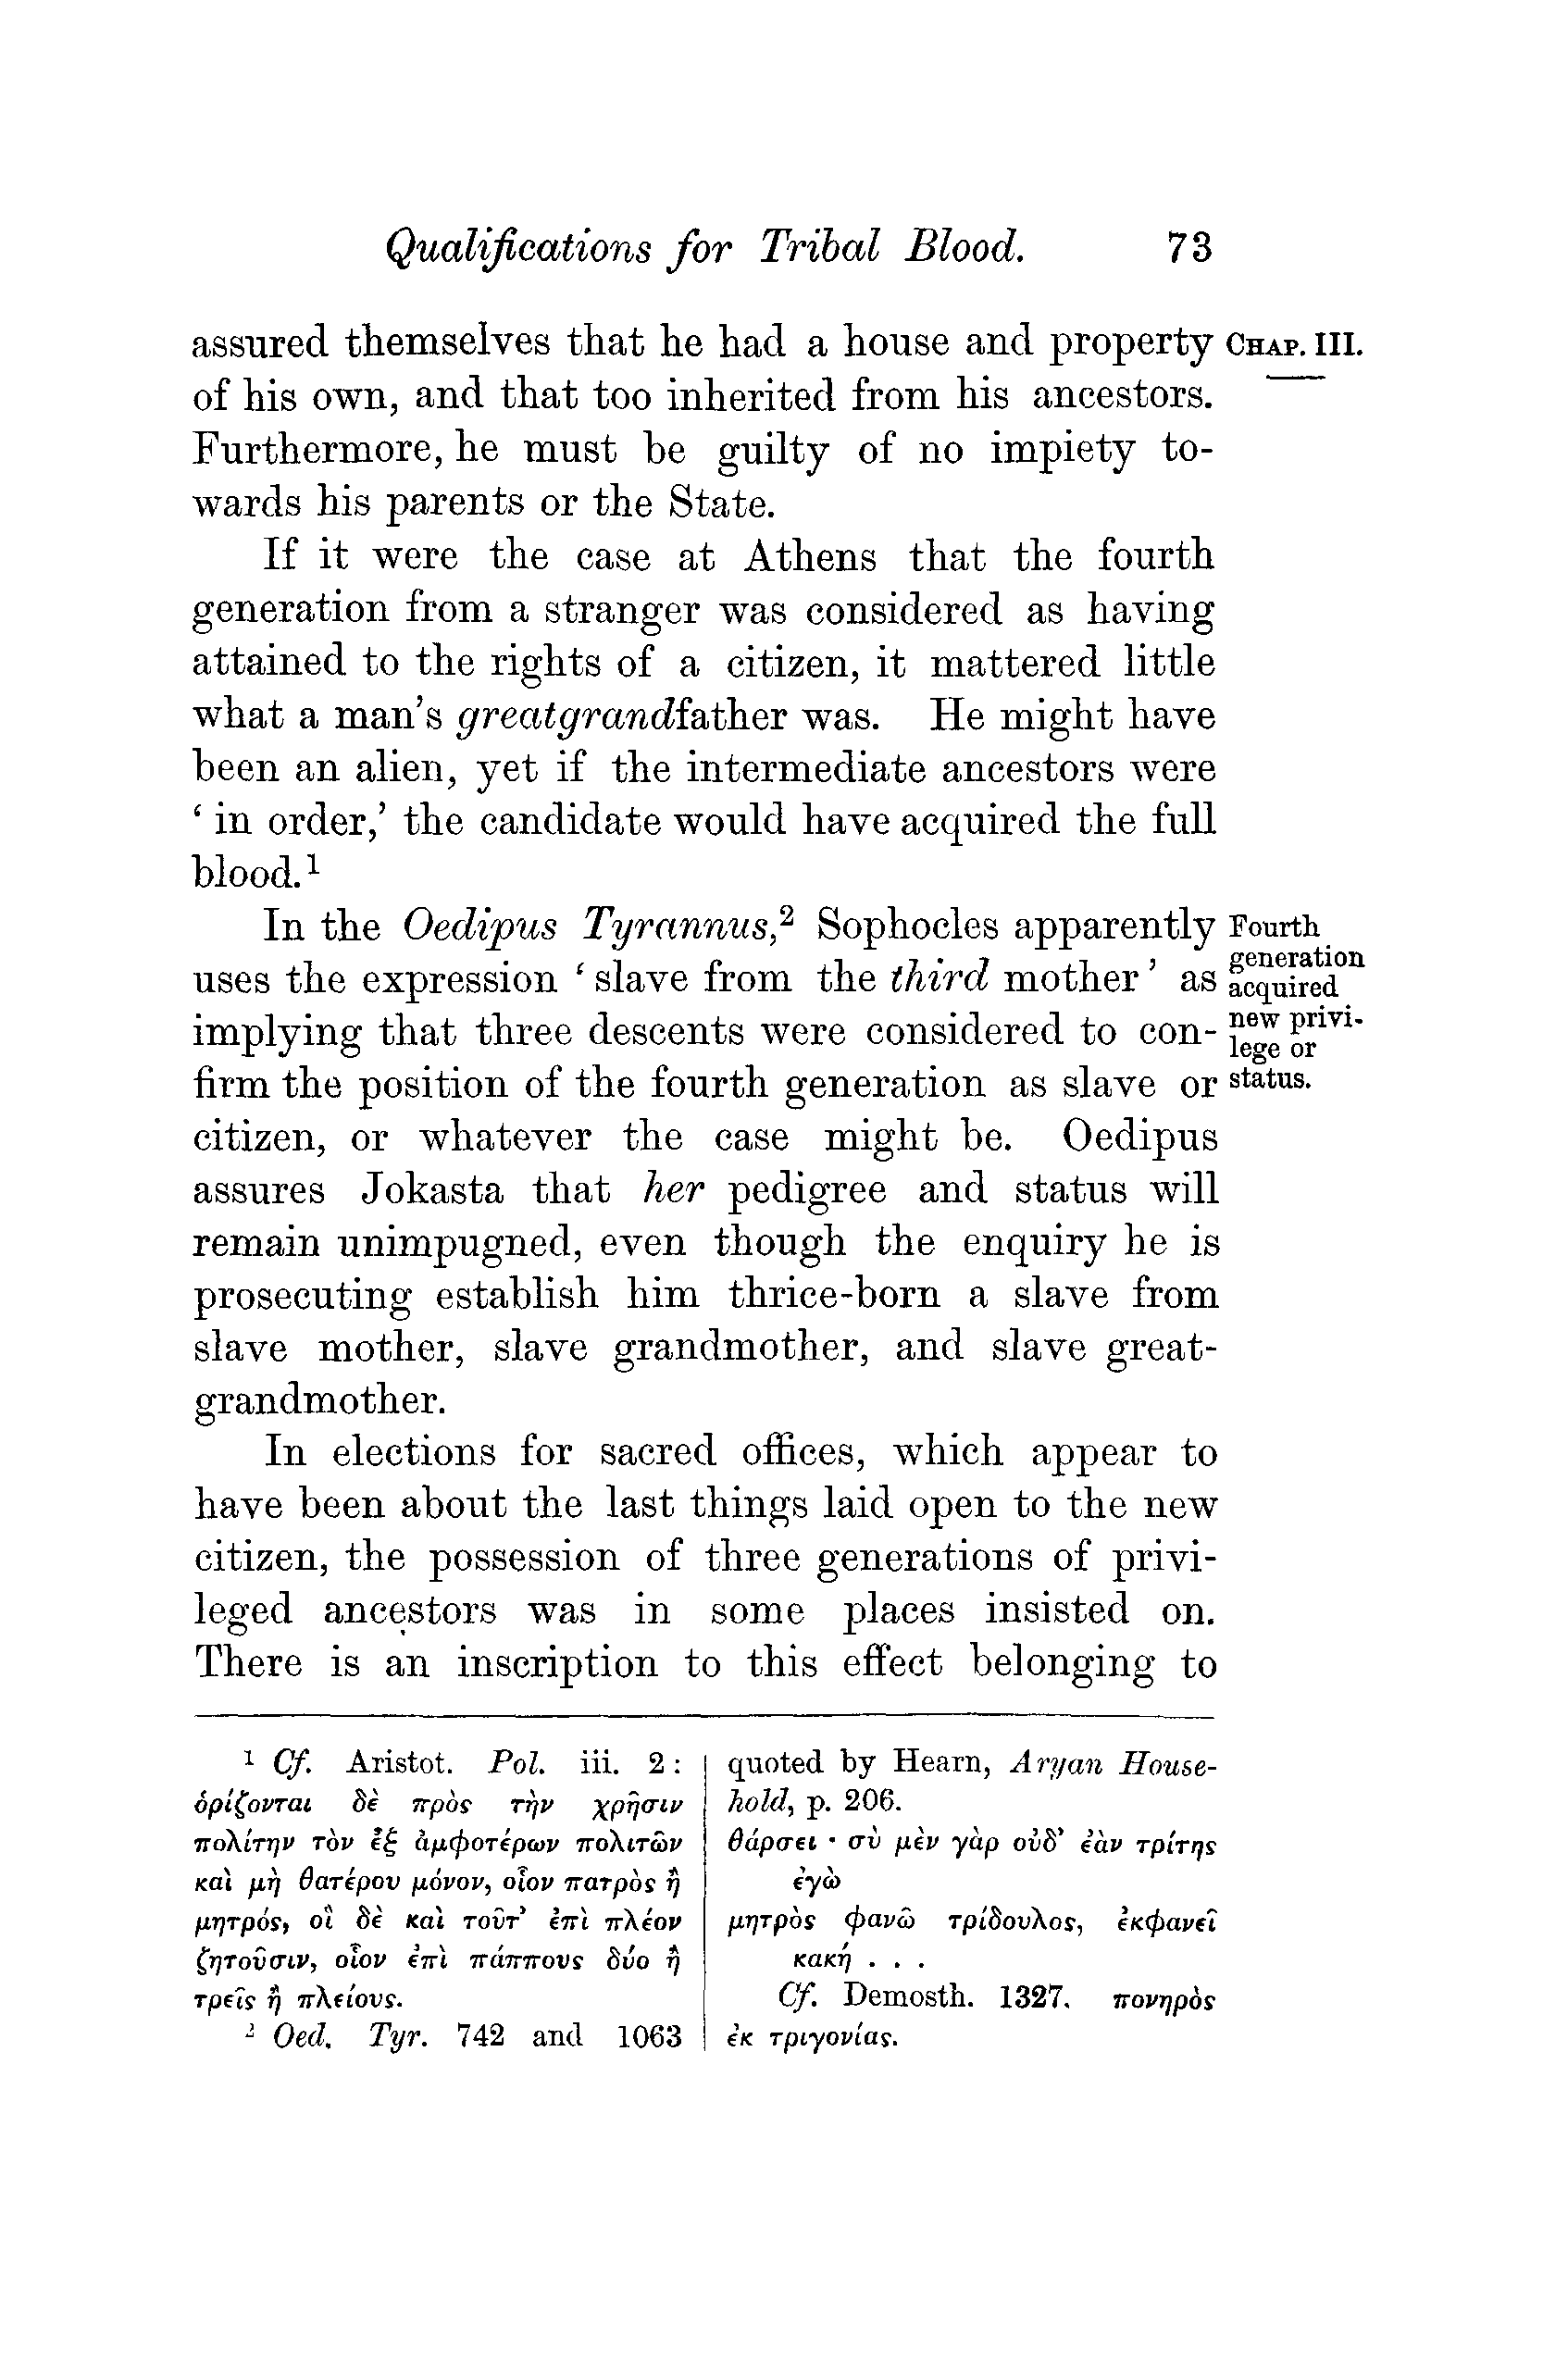 Qualifications for Tribal Blood. 73
assured themselves that he had a house and property
of his own, and that too inherited from his ancestors.
Furthermore, he must be guilty of no impiety to-
wards his parents or the State.
If it were the case at Athens that the fourth
generation from a stranger was considered as having
attained to the rights of a citizen, it mattered little
what a man's greatgrandfather was. He might have
been an alien, yet if the intermediate ancestors were
‘ in order,’ the candidate would have acquired the full
blood.¹
In the Oedipus Tyrannus,² Sophocles apparently
uses the expression ‘ slave from the third mother ’ as
implying that three descents were considered to con-
firm the position of the fourth generation as slave or
citizen, or whatever the case might be. Oedipus
assures Jokasta that her pedigree and status will
remain unimpugned, even though the enquiry he is
prosecuting establish him thrice-born a slave from
slave mother, slave grandmother, and slave great-
grandmother.
In elections for sacred offices, which appear to
have been about the last things laid open to the new
citizen, the possession of three generations of privi-
leged ancestors was in some places insisted on.
There is an inscription to this effect belonging to
CHAP. III.
Fourth
generation
acquired
new privi-
lege or
status.
¹ Cf. Aristot. Pol. iii. 2 :
ὁρίζονται δὲ πρὸς τὴν χρῆσιν
πολίτην τὸν ἐξ ἀμφοτέρων πολιτῶν
καὶ μὴ θατέρου μόνον, οἷον πατρὸς ἢ
μητρός, οἱ δὲ καὶ τοῦτ’ ἐπὶ πλέον
ζητοῦσιν, οἷον ἐπὶ πάππους δύο ἢ
τρεῖς ἢ πλείους.
² Oed. Tyr. 742 and 1063
quoted by Hearn, Aryan House-
hold, p. 206.
θάρσει · σὺ μὲν γὰρ οὐδ’ ἐὰν τρίτης
ἐγὼ
μητρὸς φανῶ τρίδουλος, ἐκφανεῖ
κακή . . .
Cf. Demosth. 1327. πονηρὸς
ἐκ τριγονίας.